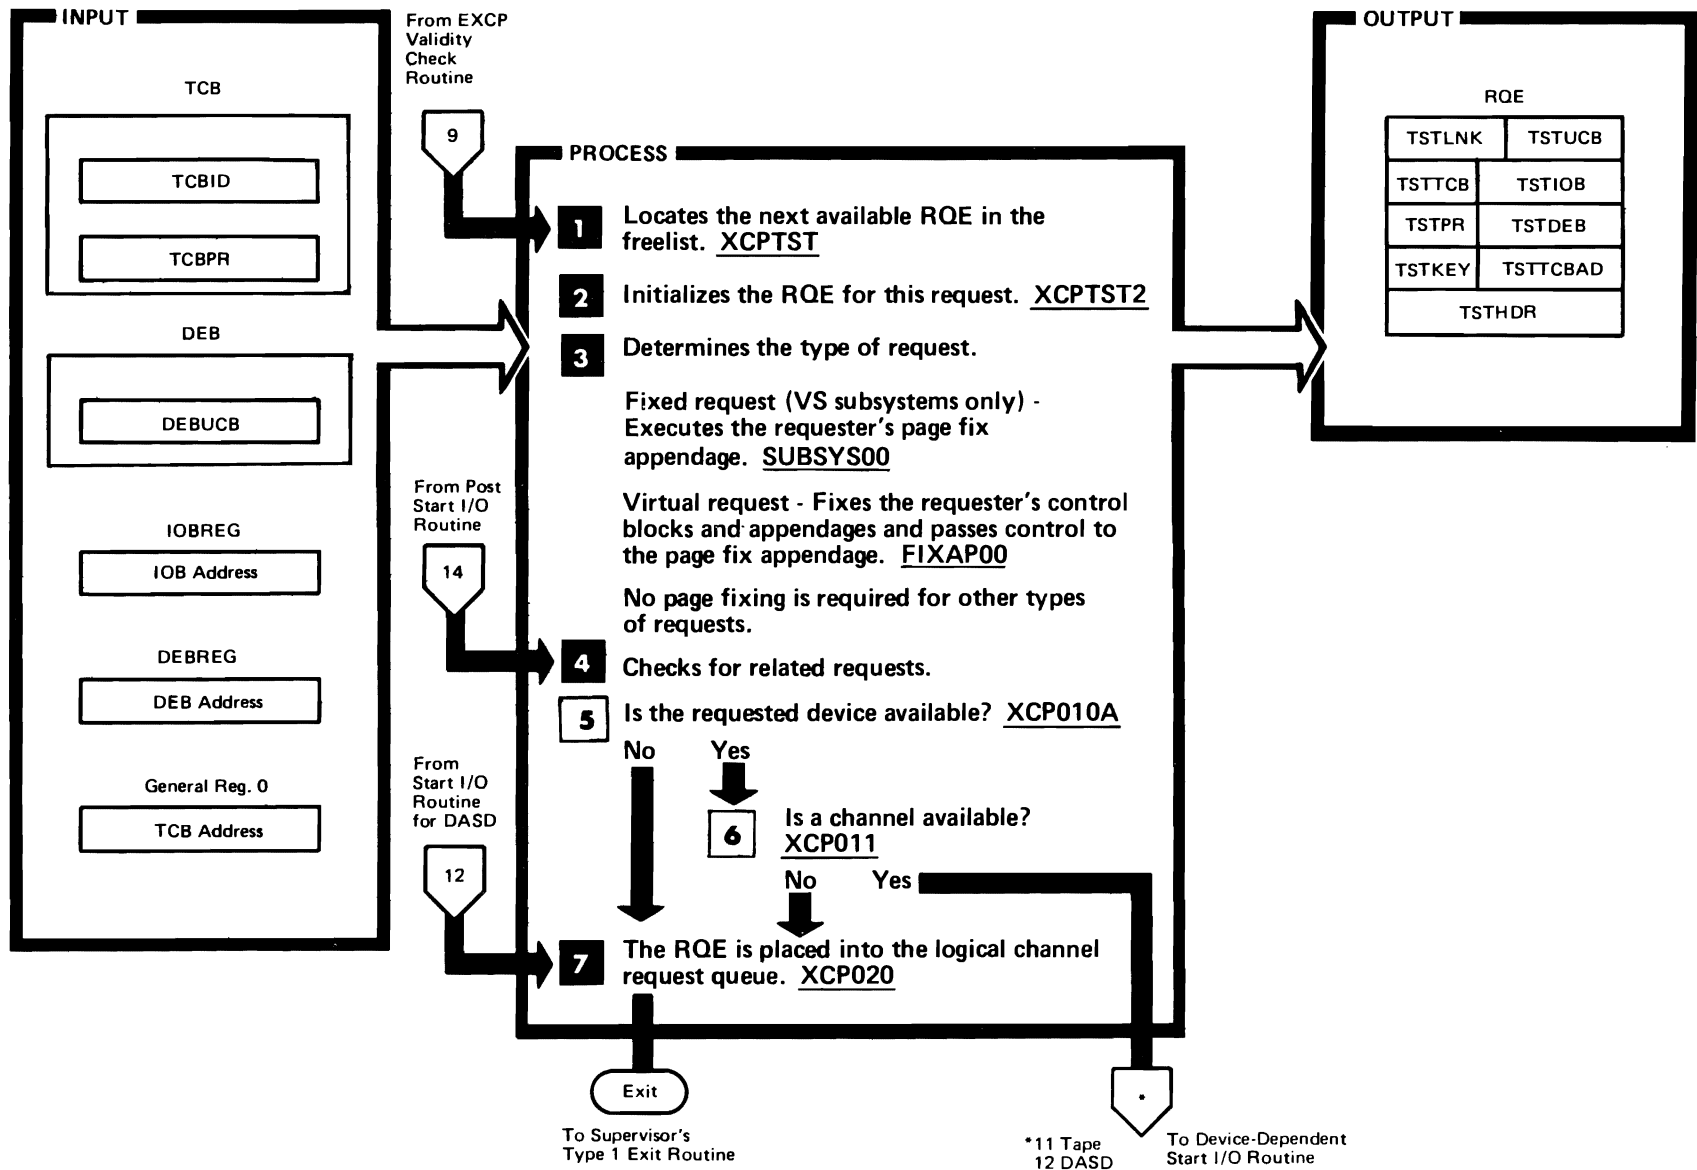 INPUT
TCB
TCBID
TCBPR
DEB
DEBUCB
IOBREG
IOB Address
DEBREG
DEB Address
General Reg. 0
TCB Address
From EXCP
Validity
Check
Routine
9
From Post
Start I/O
Routine
14
From
Start I/O
Routine
for DASD
12
PROCESS
1
Locates the next available RQE in the
freelist. XCPTST
2
Initializes the RQE for this request. XCPTST2
3
Determines the type of request.
Fixed request (VS subsystems only) -
Executes the requester's page fix
appendage. SUBSYS00
Virtual request - Fixes the requester's control
blocks and appendages and passes control to
the page fix appendage. FIXAP00
No page fixing is required for other types
of requests.
4
Checks for related requests.
5
Is the requested device available? XCP010A
No Yes
6
Is a channel available?
XCP011
No Yes
7
The RQE is placed into the logical channel
request queue. XCP020
Exit
To Supervisor's
Type 1 Exit Routine
*
*11 Tape
12 DASD
To Device-Dependent
Start I/O Routine
OUTPUT
RQE
TSTLNK TSTUCB
TSTTCB TSTIOB
TSTPR TSTDEB
TSTKEY TSTTCBAD
TSTHDR